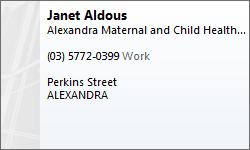 Janet Aldous
Alexandra Maternal and Child Health...
(03) 5772-0399 Work
Perkins Street
ALEXANDRA